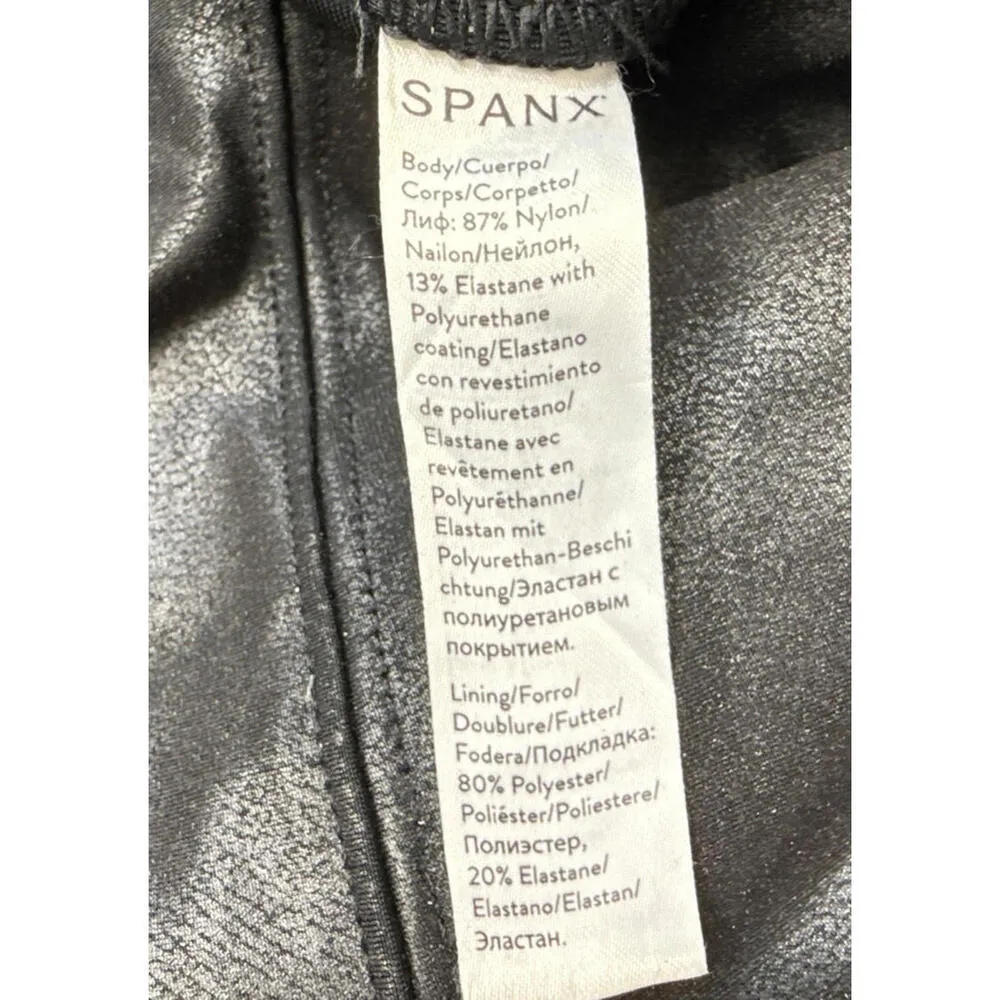 SPANX
Body/Cuerpo/
Corps/Corpetto/
Лиф: 87% Nylon/
Nailon/Нейлон,
13% Elastane with
Polyurethane
coating/Elastano
con revestimiento
de poliuretano/
Elastane avec
revêtement en
Polyuréthanne/
Elastan mit
Polyurethan-Beschi
chtung/Эластан с
полиуретановым
покрытием.
Lining/Forro/
Doublure/Futter/
Fodera/Подкладка:
80% Polyester/
Poliéster/Poliestere/
Полиэстер,
20% Elastane/
Elastano/Elastan/
Эластан.